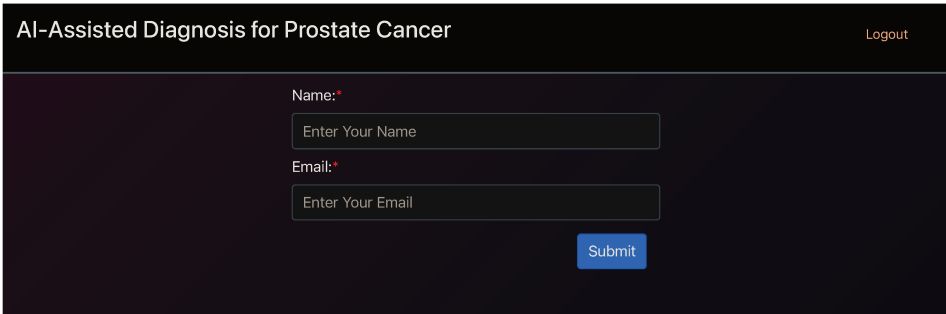 AI-Assisted Diagnosis for Prostate Cancer
Logout
Name:*
Enter Your Name
Email:*
Enter Your Email
Submit